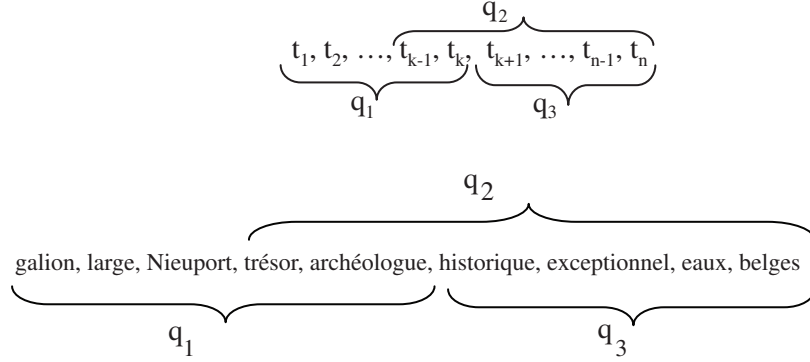 q₂
t₁, t₂, …, tₖ₋₁, tₖ, tₖ₊₁, …, tₙ₋₁, tₙ
q₁ q₃
q₂
galion, large, Nieuport, trésor, archéologue, historique, exceptionnel, eaux, belges
q₁ q₃